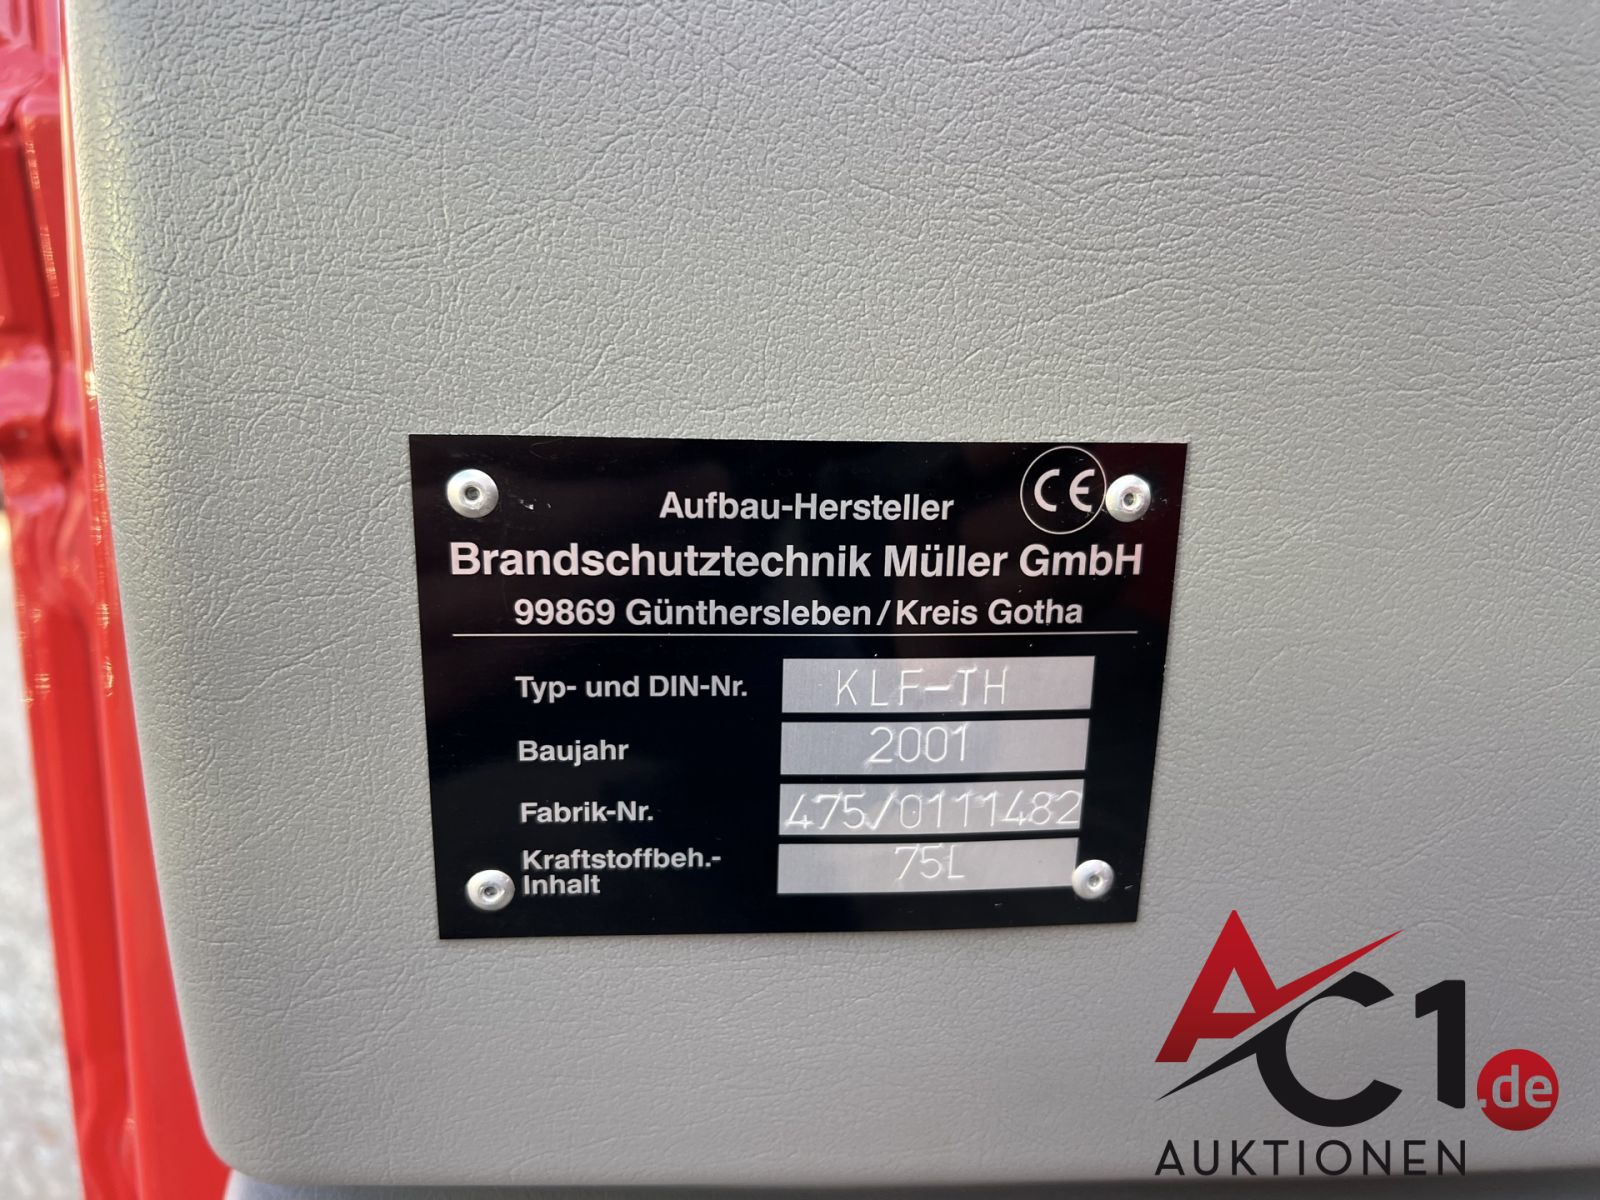 Aufbau-Hersteller CE
Brandschutztechnik Müller GmbH
99869 Günthersleben/Kreis Gotha
Typ- und DIN-Nr. KLF-TH
Baujahr 2001
Fabrik-Nr. 475/0111482
Kraftstoffbeh.-
Inhalt 75L
AC1.de
AUKTIONEN